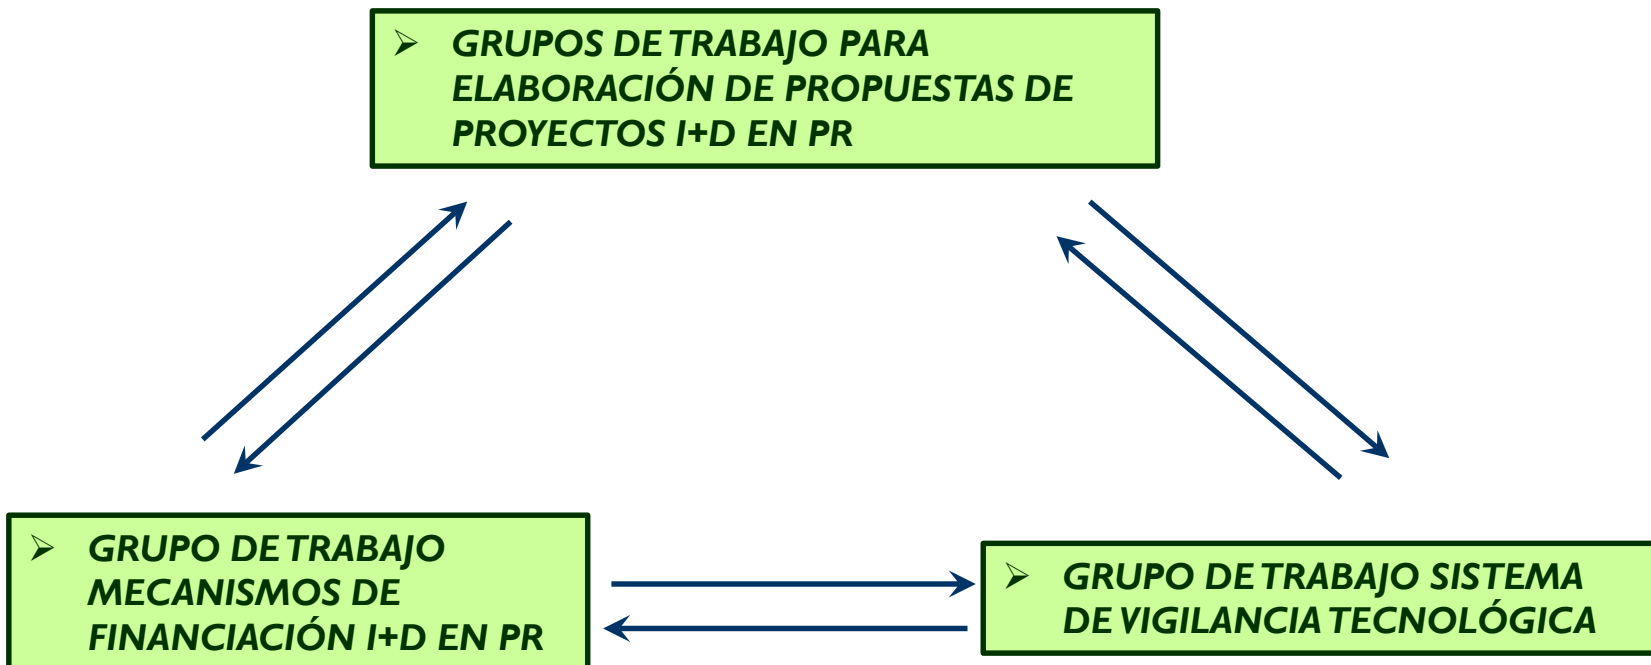 ➢ GRUPOS DE TRABAJO PARA
ELABORACIÓN DE PROPUESTAS DE
PROYECTOS I+D EN PR
➢ GRUPO DE TRABAJO
MECANISMOS DE
FINANCIACIÓN I+D EN PR
➢ GRUPO DE TRABAJO SISTEMA
DE VIGILANCIA TECNOLÓGICA